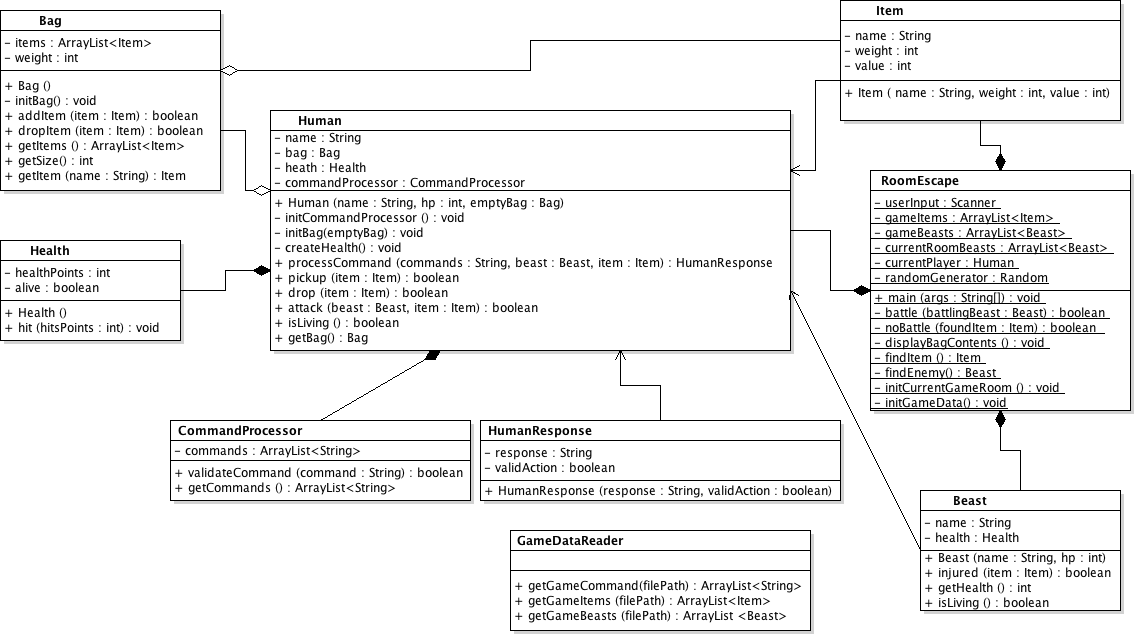 Bag
- items : ArrayList<Item>
- weight : int
+ Bag ()
- initBag() : void
+ addItem (item : Item) : boolean
+ dropItem (item : Item) : boolean
+ getItems () : ArrayList<Item>
+ getSize() : int
+ getItem (name : String) : Item
Item
- name : String
- weight : int
- value : int
+ Item ( name : String, weight : int, value : int)
Human
- name : String
- bag : Bag
- heath : Health
- commandProcessor : CommandProcessor
+ Human (name : String, hp : int, emptyBag : Bag)
- initCommandProcessor () : void
- initBag(emptyBag) : void
- createHealth() : void
+ processCommand (commands : String, beast : Beast, item : Item) : HumanResponse
+ pickup (item : Item) : boolean
+ drop (item : Item) : boolean
+ attack (beast : Beast, item : Item) : boolean
+ isLiving () : boolean
+ getBag() : Bag
RoomEscape
- userInput : Scanner
- gameItems : ArrayList<Item>
- gameBeasts : ArrayList<Beast>
- currentRoomBeasts : ArrayList<Beast>
- currentPlayer : Human
- randomGenerator : Random
+ main (args : String[]) : void
- battle (battlingBeast : Beast) : boolean
- noBattle (foundItem : Item) : boolean
- displayBagContents () : void
- findItem () : Item
- findEnemy() : Beast
- initCurrentGameRoom () : void
- initGameData() : void
Health
- healthPoints : int
- alive : boolean
+ Health ()
+ hit (hitsPoints : int) : void
CommandProcessor
- commands : ArrayList<String>
+ validateCommand (command : String) : boolean
+ getCommands () : ArrayList<String>
HumanResponse
- response : String
- validAction : boolean
+ HumanResponse (response : String, validAction : boolean)
Beast
- name : String
- health : Health
+ Beast (name : String, hp : int)
+ injured (item : Item) : boolean
+ getHealth () : int
+ isLiving () : boolean
GameDataReader
+ getGameCommand(filePath) : ArrayList<String>
+ getGameItems (filePath) : ArrayList<Item>
+ getGameBeasts (filePath) : ArrayList <Beast>